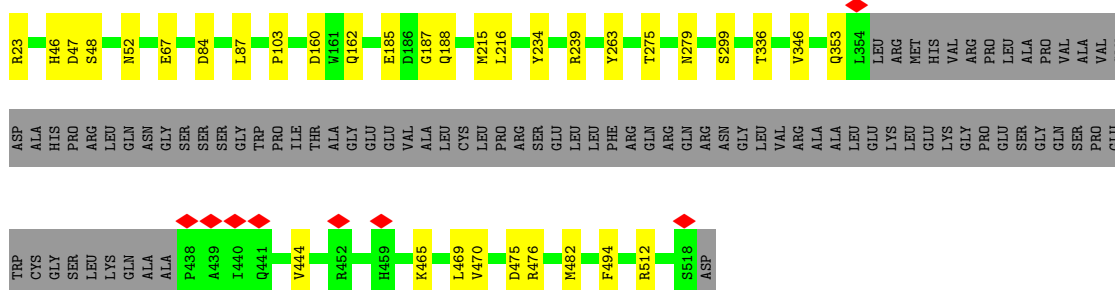 R23 H46 D47 S48 N52 E67 D84 L87 P103 D160 W161 Q162 E185 D186 G187 Q188 M215 L216 Y234 R239 Y263 T275 N279 S299 T336 V346 Q353 L354 LEU ARG MET HIS VAL ARG PRO LEU ALA PRO VAL ALA VAL
ASP ALA HIS PRO ARG LEU GLN ASN GLY SER SER SER GLY TRP PRO ILE THR ALA GLY GLU GLU VAL ALA LEU CYS LEU PRO ARG SER GLU LEU LEU PHE ARG GLN ARG GLN ARG ASN GLY LEU VAL ARG ALA ALA LEU GLU LYS LEU GLU LYS GLY PRO GLU SER GLY GLN SER PRO GLU
TRP CYS GLY SER LEU LYS GLN ALA ALA P438 A439 I440 Q441 V444 R452 H459 K465 L469 V470 D475 R476 M482 F494 R512 S518 ASP